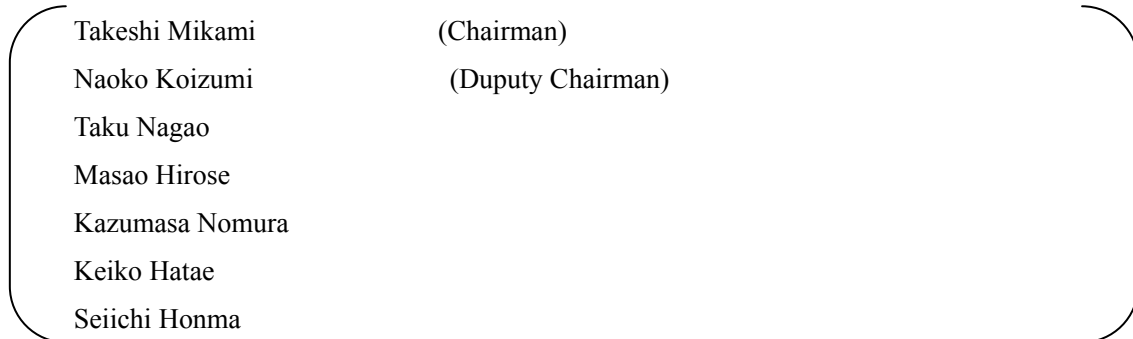 Takeshi Mikami (Chairman)
Naoko Koizumi (Duputy Chairman)
Taku Nagao
Masao Hirose
Kazumasa Nomura
Keiko Hatae
Seiichi Honma